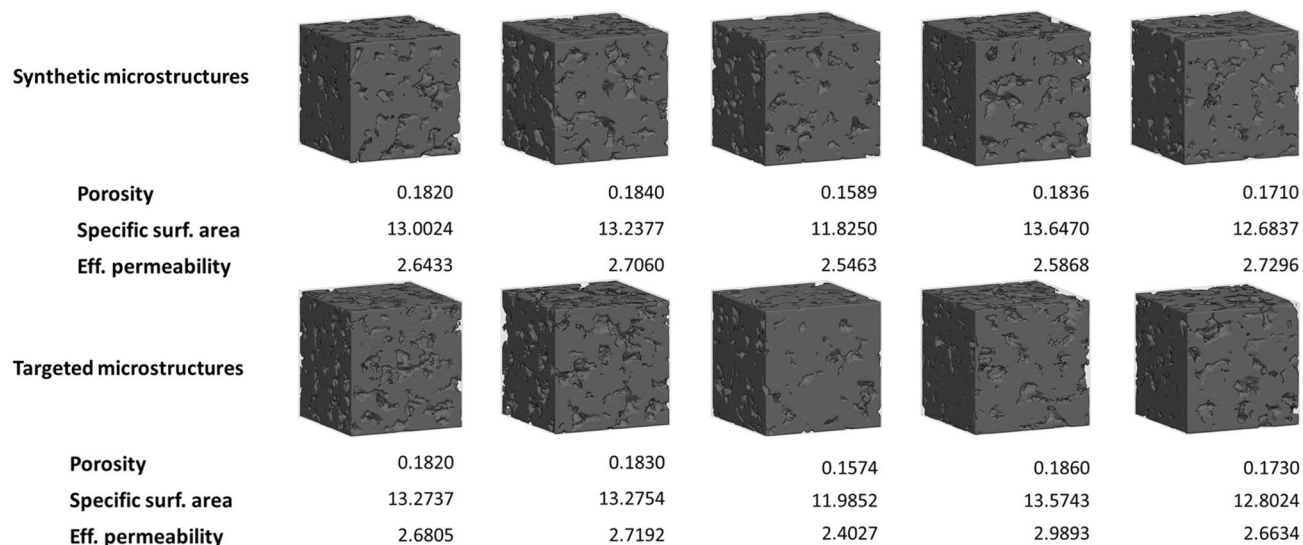 Synthetic microstructures
Porosity 0.1820 0.1840 0.1589 0.1836 0.1710
Specific surf. area 13.0024 13.2377 11.8250 13.6470 12.6837
Eff. permeability 2.6433 2.7060 2.5463 2.5868 2.7296
Targeted microstructures
Porosity 0.1820 0.1830 0.1574 0.1860 0.1730
Specific surf. area 13.2737 13.2754 11.9852 13.5743 12.8024
Eff. permeability 2.6805 2.7192 2.4027 2.9893 2.6634